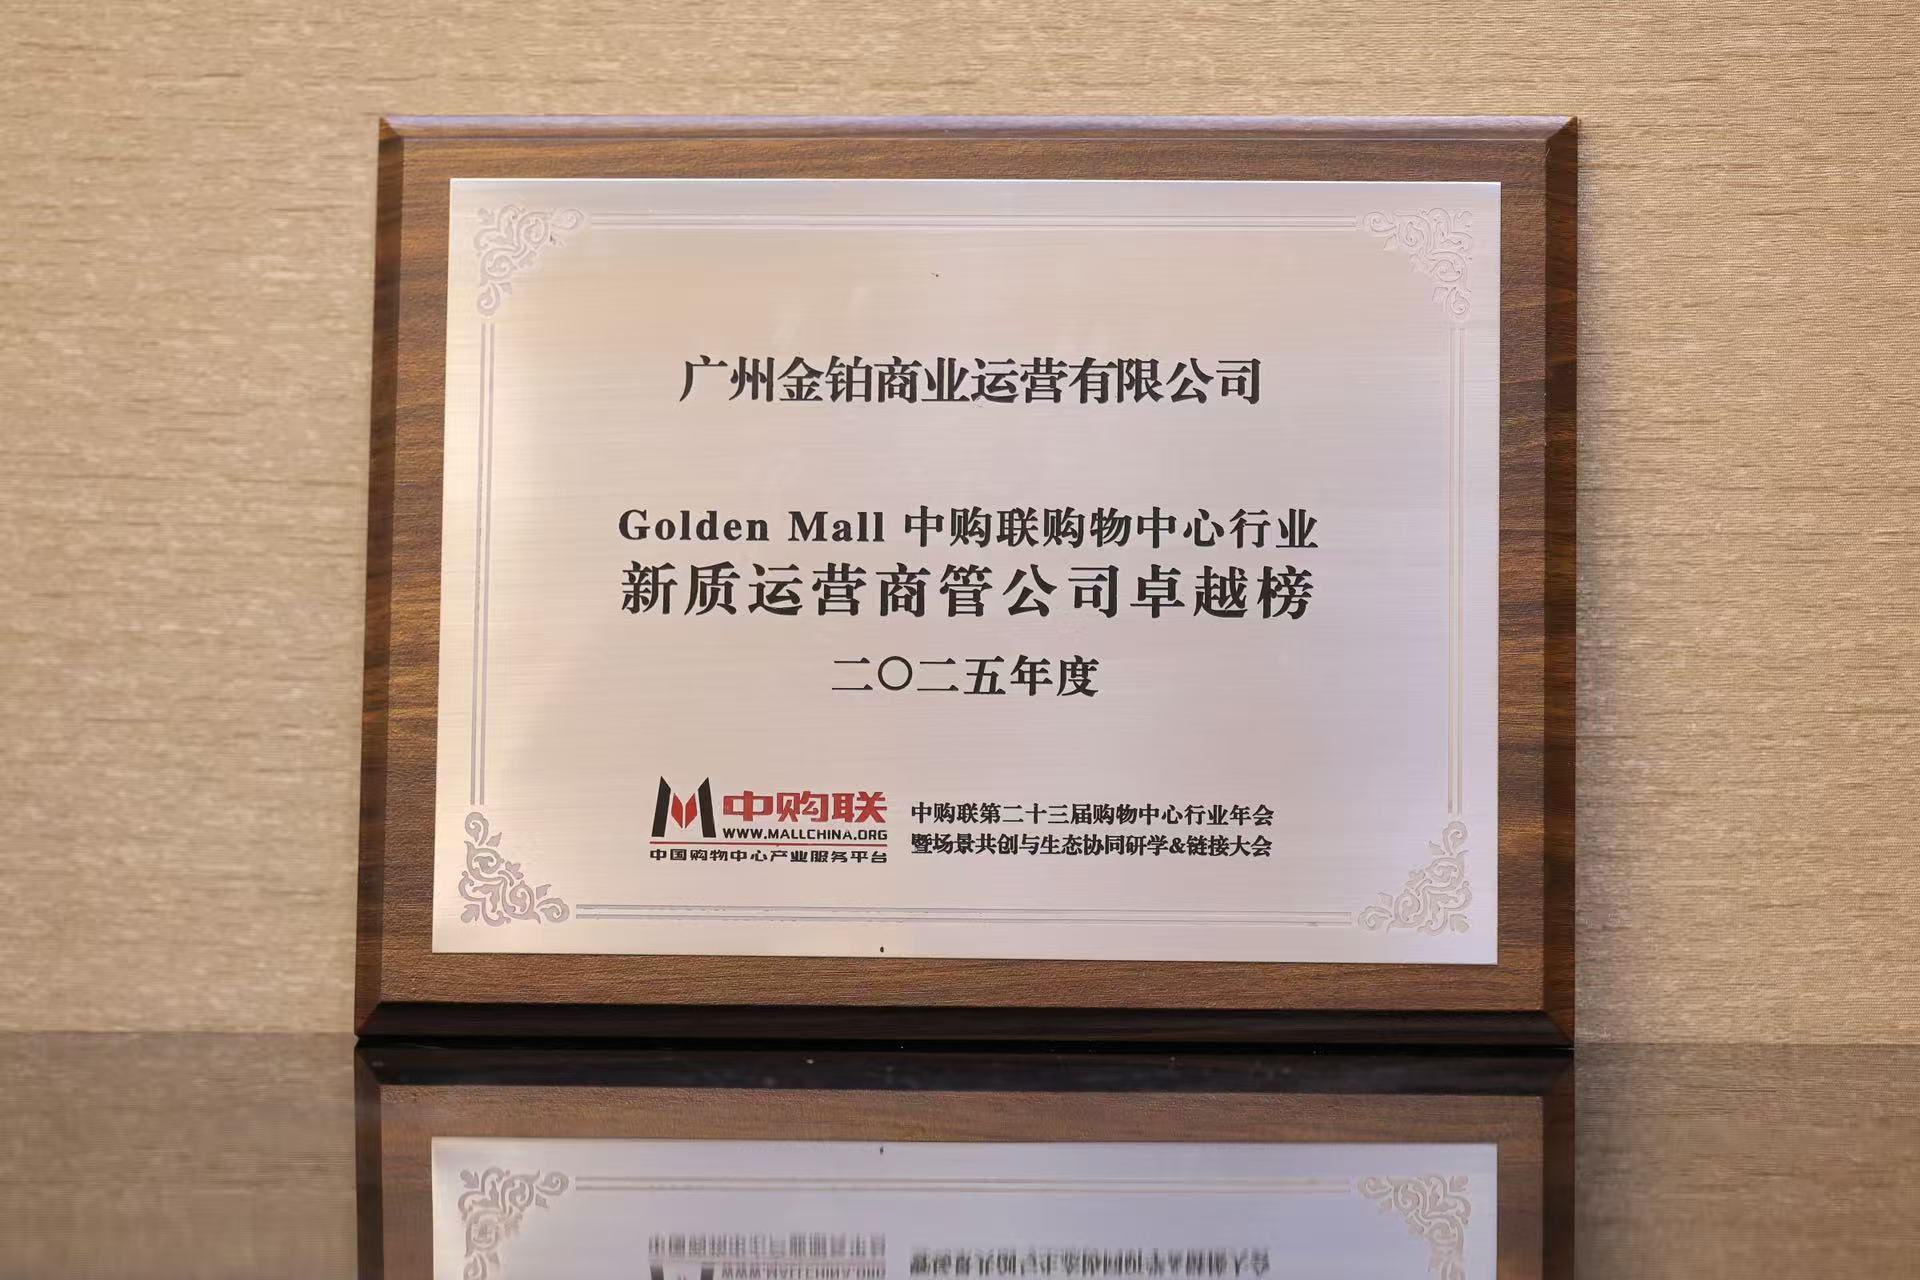 广州金铂商业运营有限公司
Golden Mall 中购联购物中心行业
新质运营商管公司卓越榜
二〇二五年度
中购联
WWW.MALLCHINA.ORG
中国购物中心产业服务平台
中购联第二十三届购物中心行业年会
暨场景共创与生态协同研学&链接大会